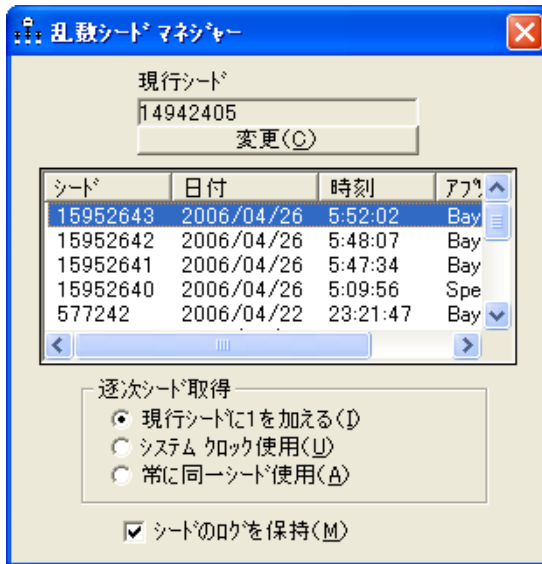 乱数シード マネジャー
現行シード
14942405
変更(C)
シード 日付 時刻
15952643 2006/04/26 5:52:02 Bay
15952642 2006/04/26 5:48:07 Bay
15952641 2006/04/26 5:47:34 Bay
15952640 2006/04/26 5:09:56 Spe
577242 2006/04/22 23:21:47 Bay
逐次シード取得
現行シードに1を加える(I)
システム クロック使用(U)
常に同一シード使用(A)
シードのログを保持(M)